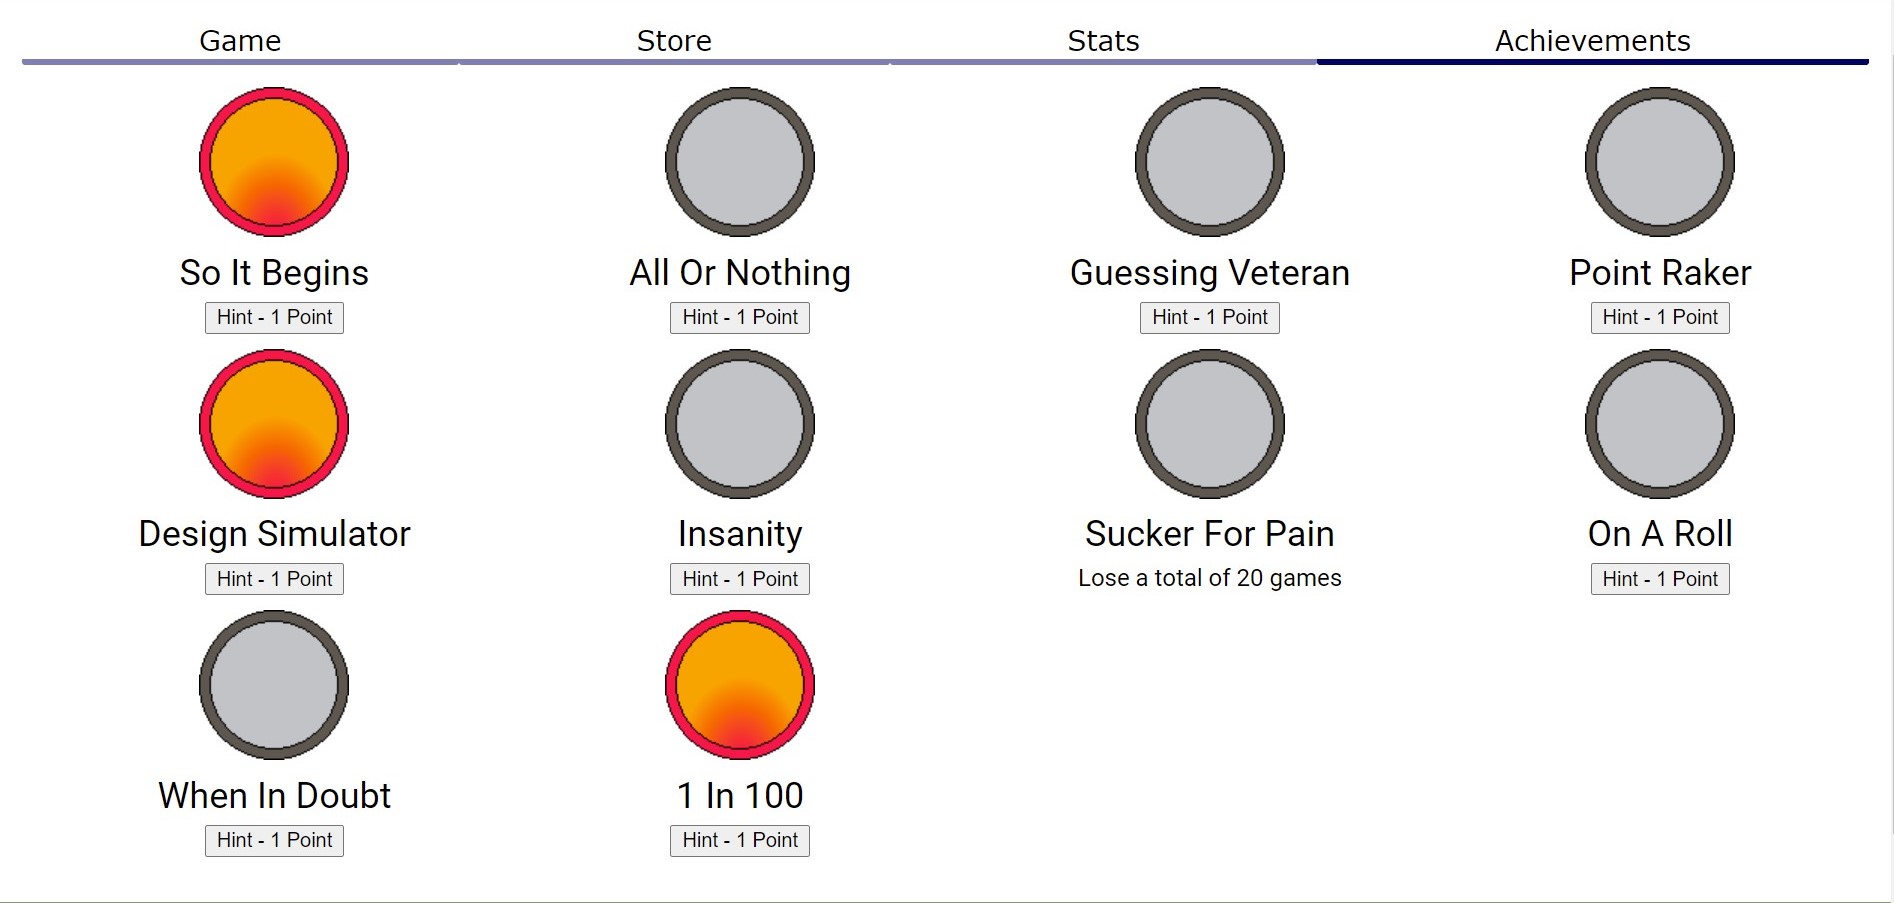 Game
Store
Stats
Achievements
So It Begins
All Or Nothing
Guessing Veteran
Point Raker
Hint - 1 Point
Hint - 1 Point
Hint - 1 Point
Hint - 1 Point
Design Simulator
Insanity
Sucker For Pain
On A Roll
Hint - 1 Point
Hint - 1 Point
Lose a total of 20 games
Hint - 1 Point
When In Doubt
1 In 100
Hint - 1 Point
Hint - 1 Point